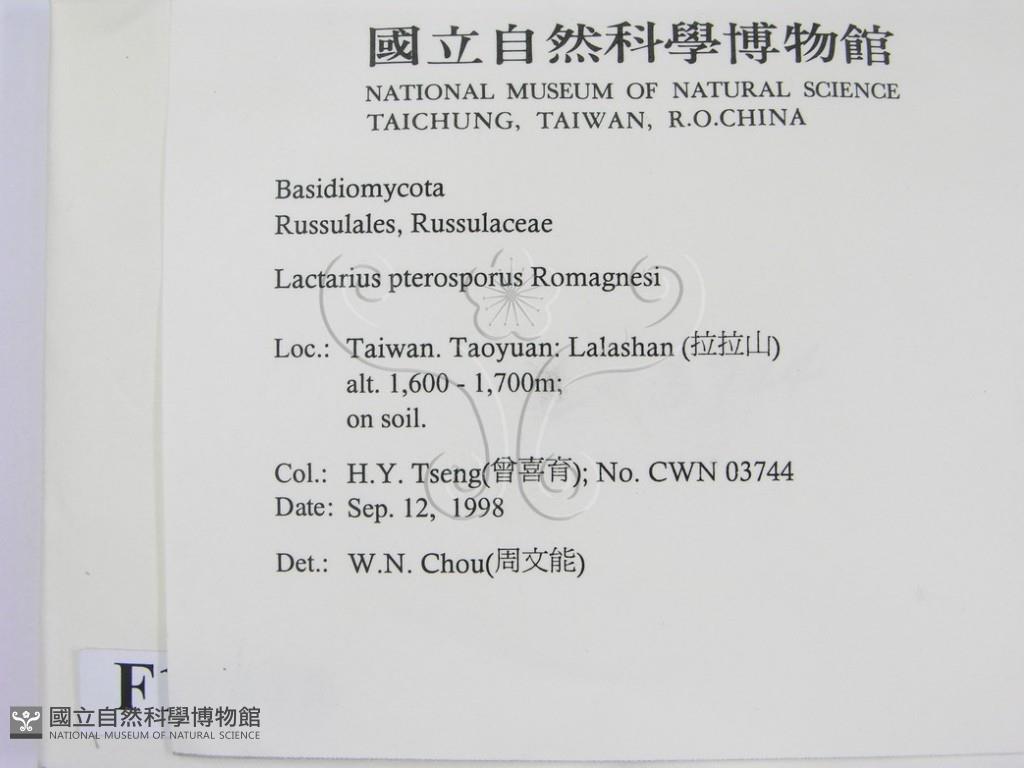 國立自然科學博物館
NATIONAL MUSEUM OF NATURAL SCIENCE
TAICHUNG, TAIWAN, R.O.CHINA
Basidiomycota
Russulales, Russulaceae
Lactarius pterosporus Romagnesi
Loc.: Taiwan. Taoyuan: Lalashan (拉拉山)
alt. 1,600 - 1,700m;
on soil.
Col.: H.Y. Tseng(曾喜育); No. CWN 03744
Date: Sep. 12, 1998
Det.: W.N. Chou(周文能)
國立自然科學博物館
NATIONAL MUSEUM OF NATURAL SCIENCE